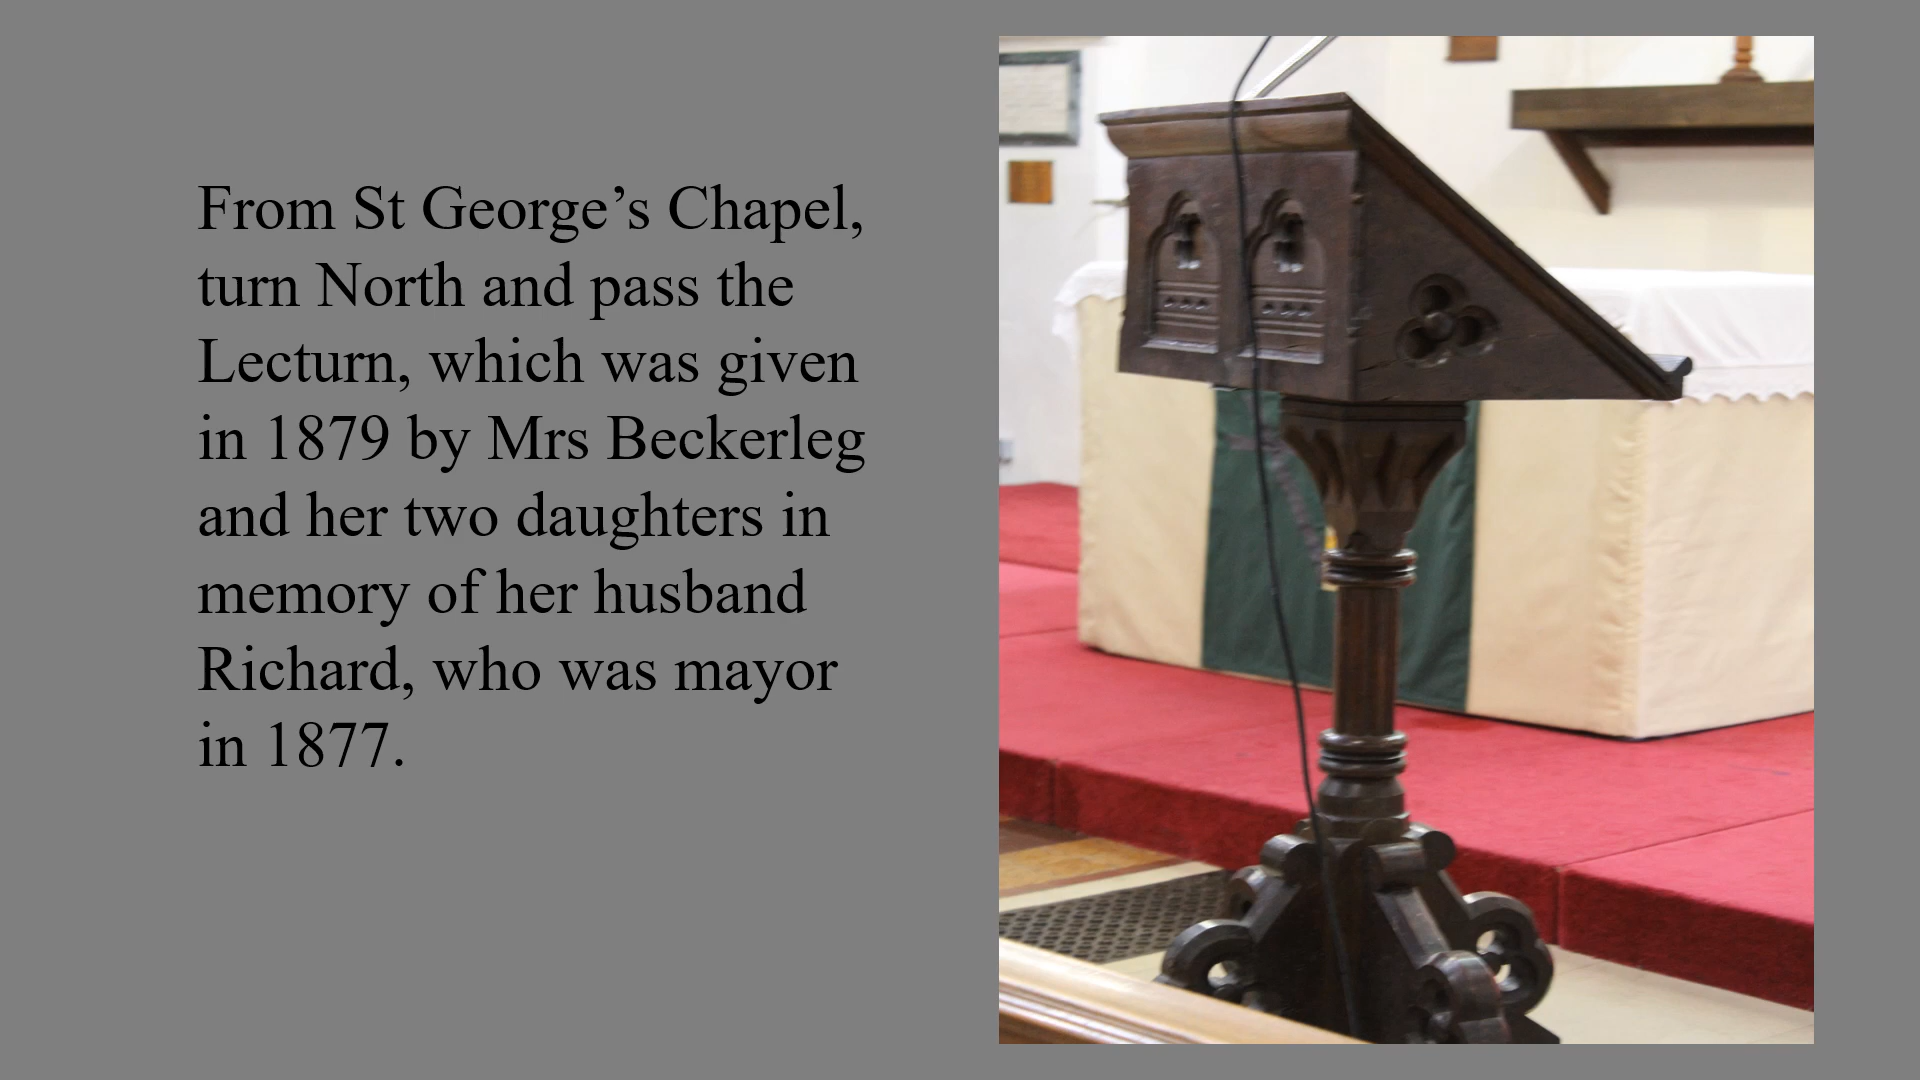 From St George’s Chapel,
turn North and pass the
Lecturn, which was given
in 1879 by Mrs Beckerleg
and her two daughters in
memory of her husband
Richard, who was mayor
in 1877.